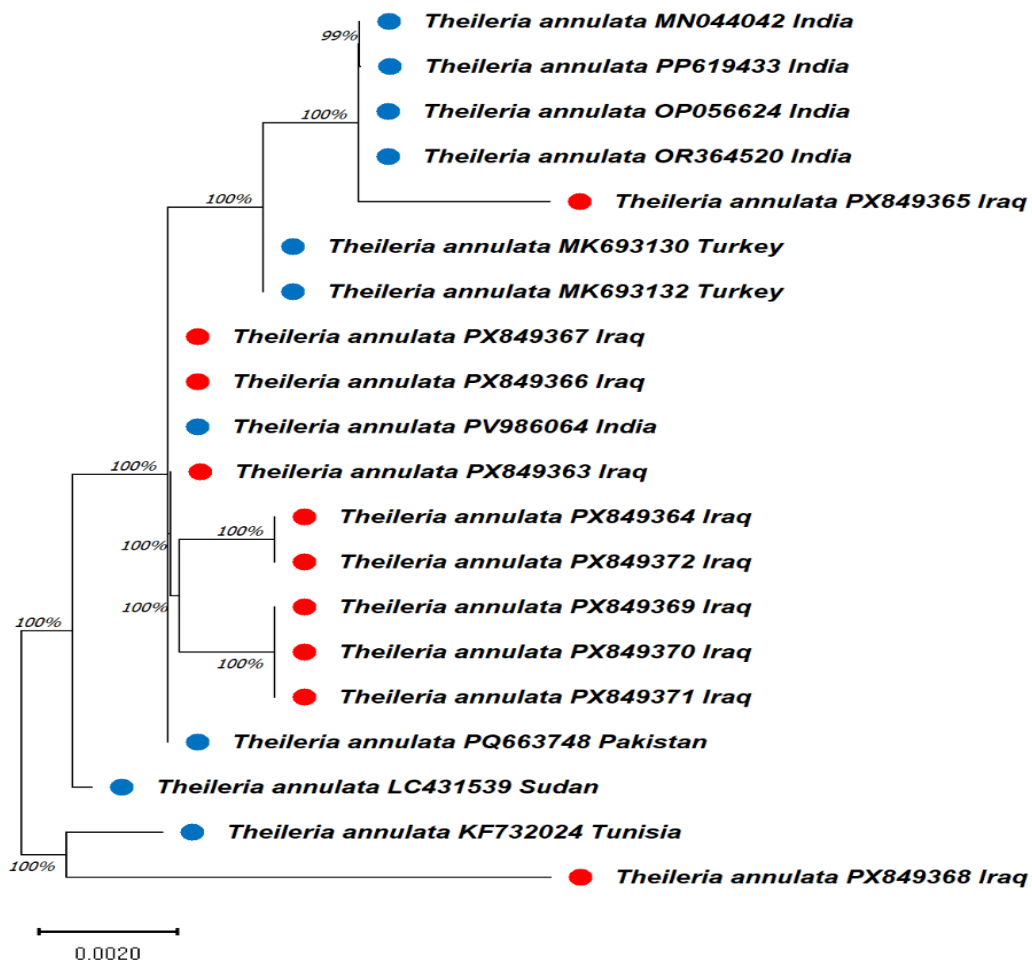 Theileria annulata MN044042 India
99%
Theileria annulata PP619433 India
100%
Theileria annulata OP056624 India
Theileria annulata OR364520 India
100%
Theileria annulata PX849365 Iraq
Theileria annulata MK693130 Turkey
Theileria annulata MK693132 Turkey
Theileria annulata PX849367 Iraq
Theileria annulata PX849366 Iraq
Theileria annulata PV986064 India
100%
Theileria annulata PX849363 Iraq
Theileria annulata PX849364 Iraq
100%
100%
Theileria annulata PX849372 Iraq
100%
Theileria annulata PX849369 Iraq
100%
Theileria annulata PX849370 Iraq
100%
Theileria annulata PX849371 Iraq
Theileria annulata PQ663748 Pakistan
Theileria annulata LC431539 Sudan
Theileria annulata KF732024 Tunisia
100%
Theileria annulata PX849368 Iraq
0.0020